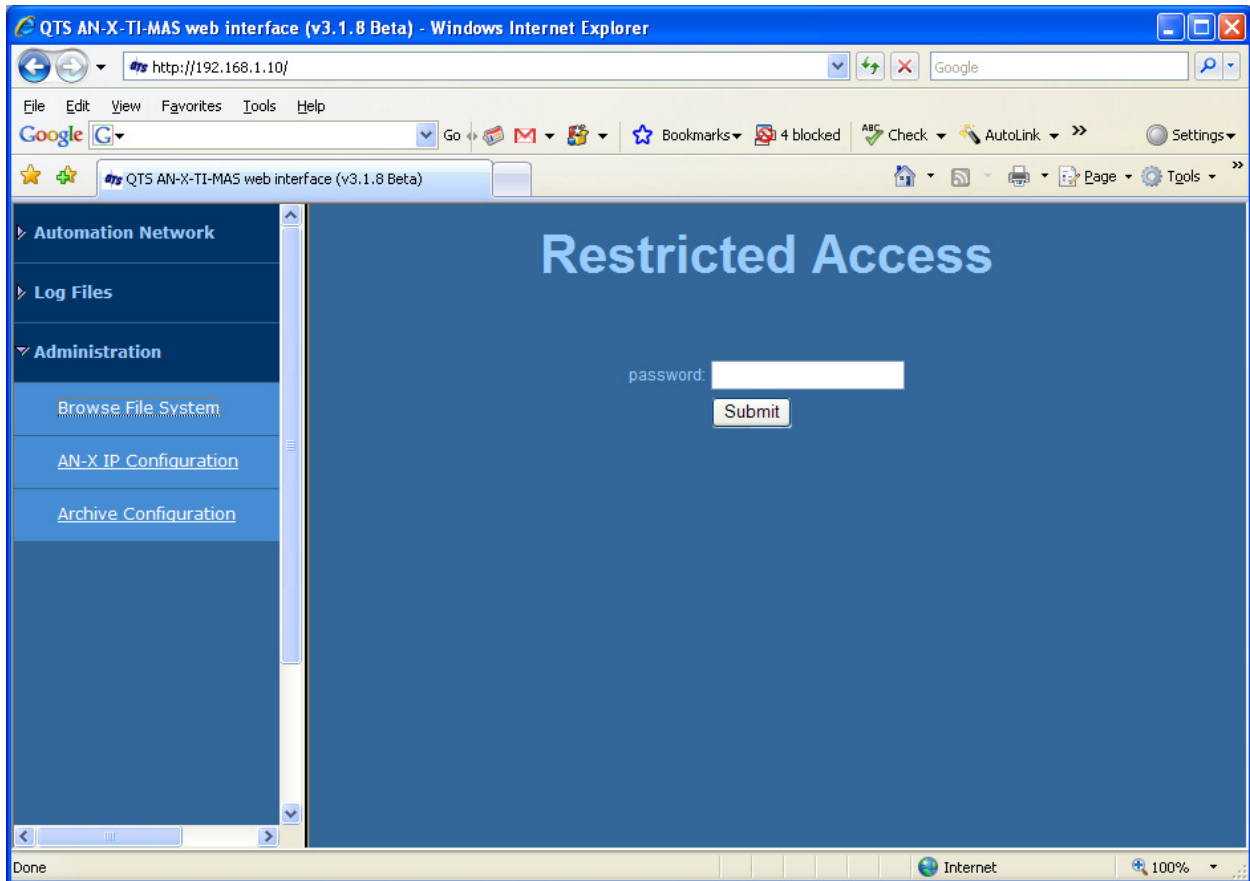 QTS AN-X-TI-MAS web interface (v3.1.8 Beta) - Windows Internet Explorer
QTS http://192.168.1.10/
Google
File Edit View Favorites Tools Help
Google G Go Bookmarks 4 blocked ABC Check AutoLink » Settings
QTS QTS AN-X-TI-MAS web interface (v3.1.8 Beta) Page Tools »
Automation Network
Log Files
Administration
Browse File System
AN-X IP Configuration
Archive Configuration
Restricted Access
password:
Submit
Done Internet 100%